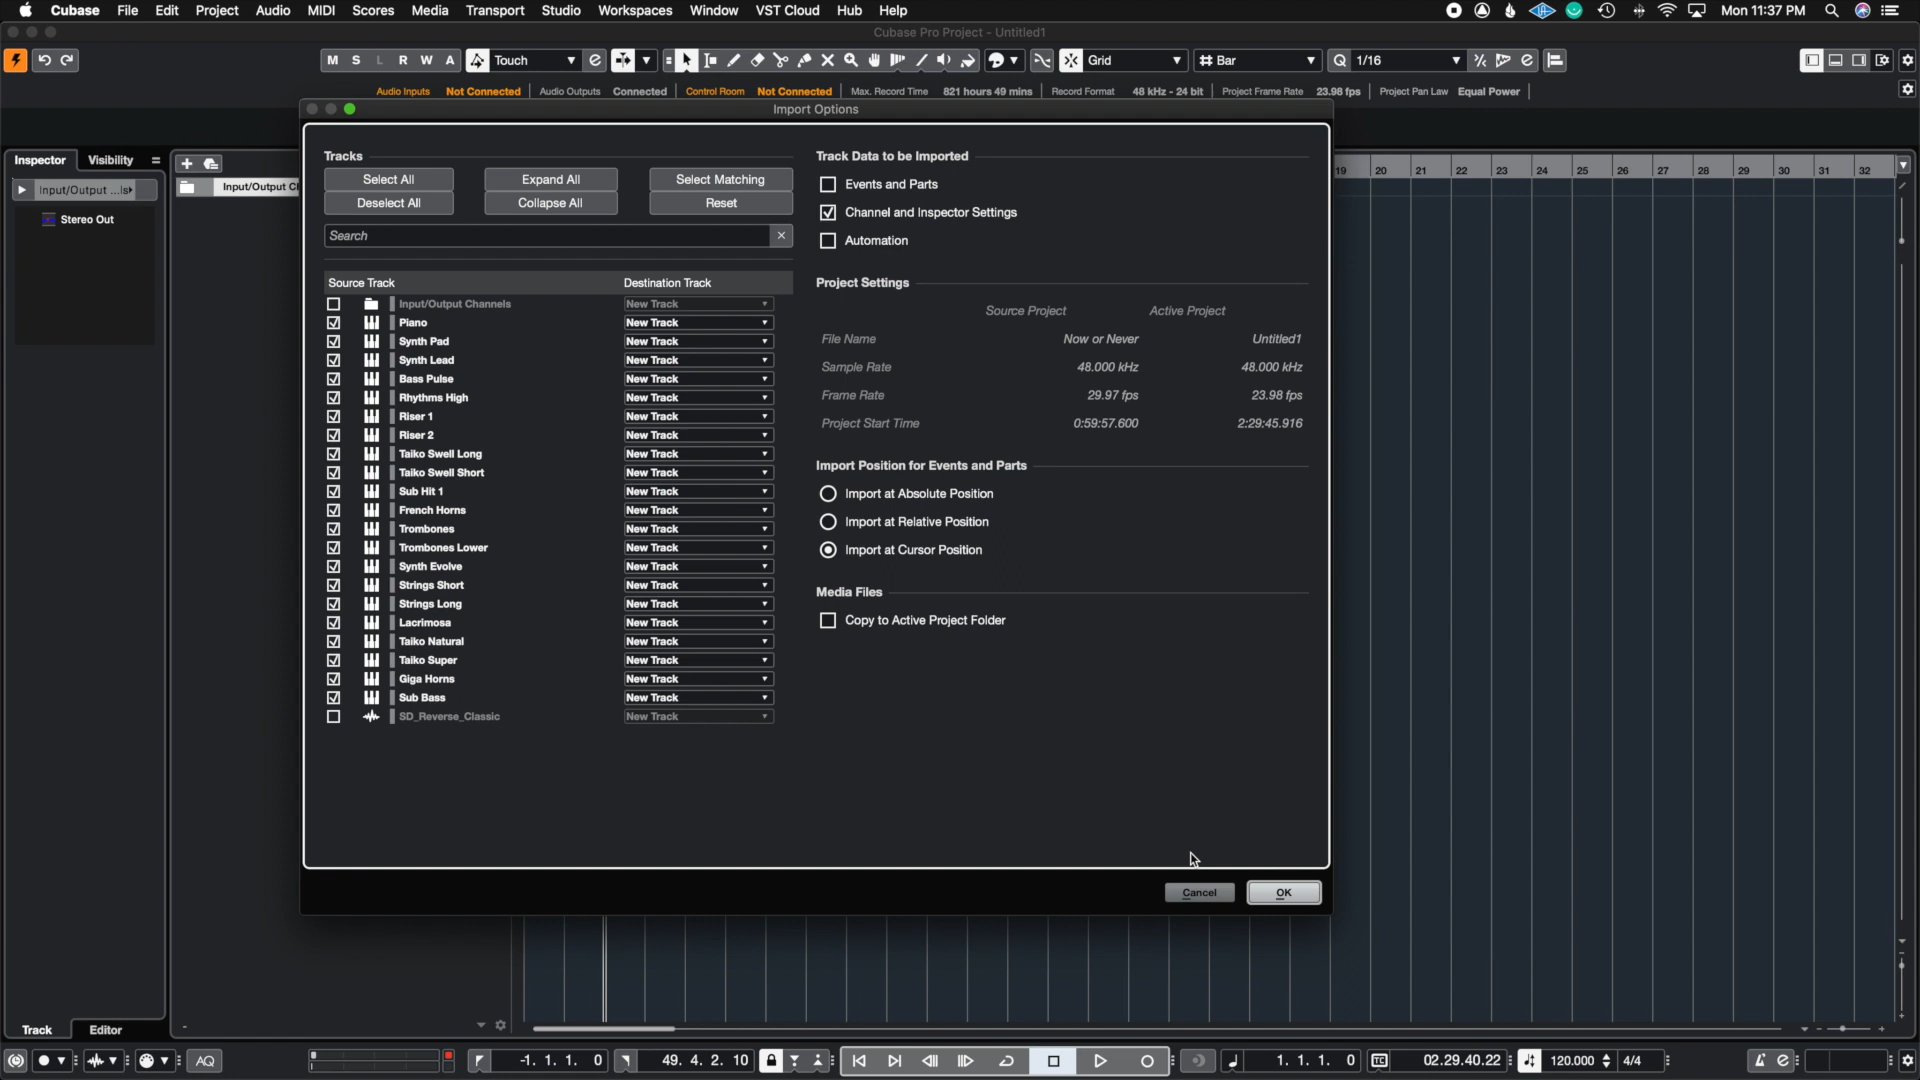 Cubase File Edit Project Audio MIDI Scores Media Transport Studio Workspaces Window VST Cloud Hub Help Mon 11:37 PM
Cubase Pro Project - Untitled1
M S L R W A Touch Grid Bar Q 1/16
Audio Inputs Not Connected Audio Outputs Connected Control Room Not Connected Max. Record Time 821 hours 49 mins Record Format 48 kHz - 24 bit Project Frame Rate 23.98 fps Project Pan Law Equal Power
Import Options
Inspector Visibility
Input/Output ...ls
Stereo Out
Input/Output C
19 20 21 22 23 24 25 26 27 28 29 30 31 32
Tracks
Select All Expand All Select Matching
Deselect All Collapse All Reset
Search
Source Track Destination Track
Input/Output Channels New Track
Piano New Track
Synth Pad New Track
Synth Lead New Track
Bass Pulse New Track
Rhythms High New Track
Riser 1 New Track
Riser 2 New Track
Taiko Swell Long New Track
Taiko Swell Short New Track
Sub Hit 1 New Track
French Horns New Track
Trombones New Track
Trombones Lower New Track
Synth Evolve New Track
Strings Short New Track
Strings Long New Track
Lacrimosa New Track
Taiko Natural New Track
Taiko Super New Track
Giga Horns New Track
Sub Bass New Track
SD_Reverse_Classic New Track
Track Data to be Imported
Events and Parts
Channel and Inspector Settings
Automation
Project Settings
Source Project Active Project
File Name Now or Never Untitled1
Sample Rate 48.000 kHz 48.000 kHz
Frame Rate 29.97 fps 23.98 fps
Project Start Time 0:59:57.600 2:29:45.916
Import Position for Events and Parts
Import at Absolute Position
Import at Relative Position
Import at Cursor Position
Media Files
Copy to Active Project Folder
Cancel OK
Track Editor
AQ -1. 1. 1. 0 49. 4. 2. 10 1. 1. 1. 0 TC 02.29.40.22 120.000 4/4